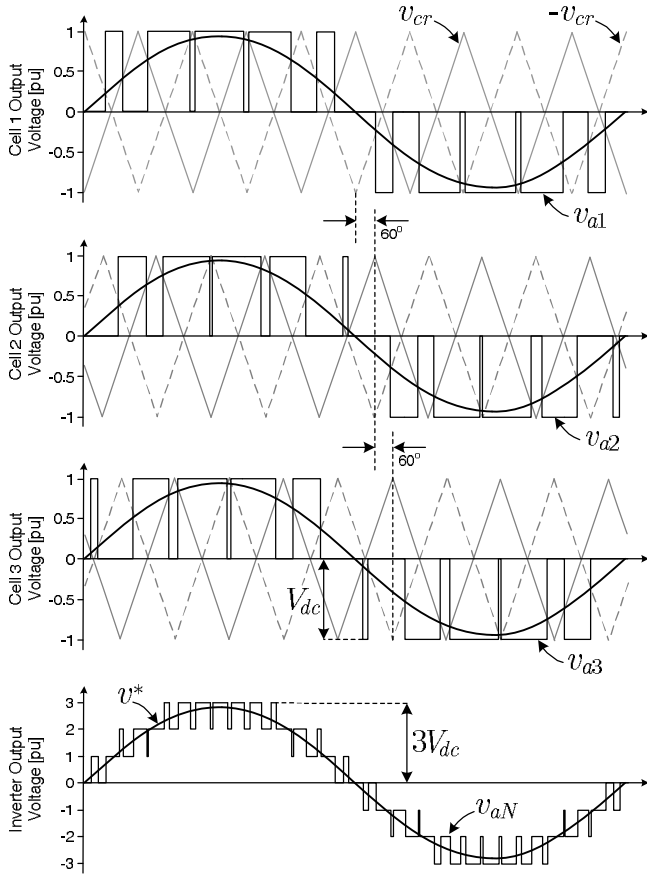 v_cr
-v_cr
Cell 1 Output
Voltage [pu]
1
0.5
0
-0.5
-1
v_a1
60°
Cell 2 Output
Voltage [pu]
1
0.5
0
-0.5
-1
v_a2
60°
Cell 3 Output
Voltage [pu]
1
0.5
0
-0.5
-1
V_dc
v_a3
Inverter Output
Voltage [pu]
3
2
1
0
-1
-2
-3
v*
3V_dc
v_aN